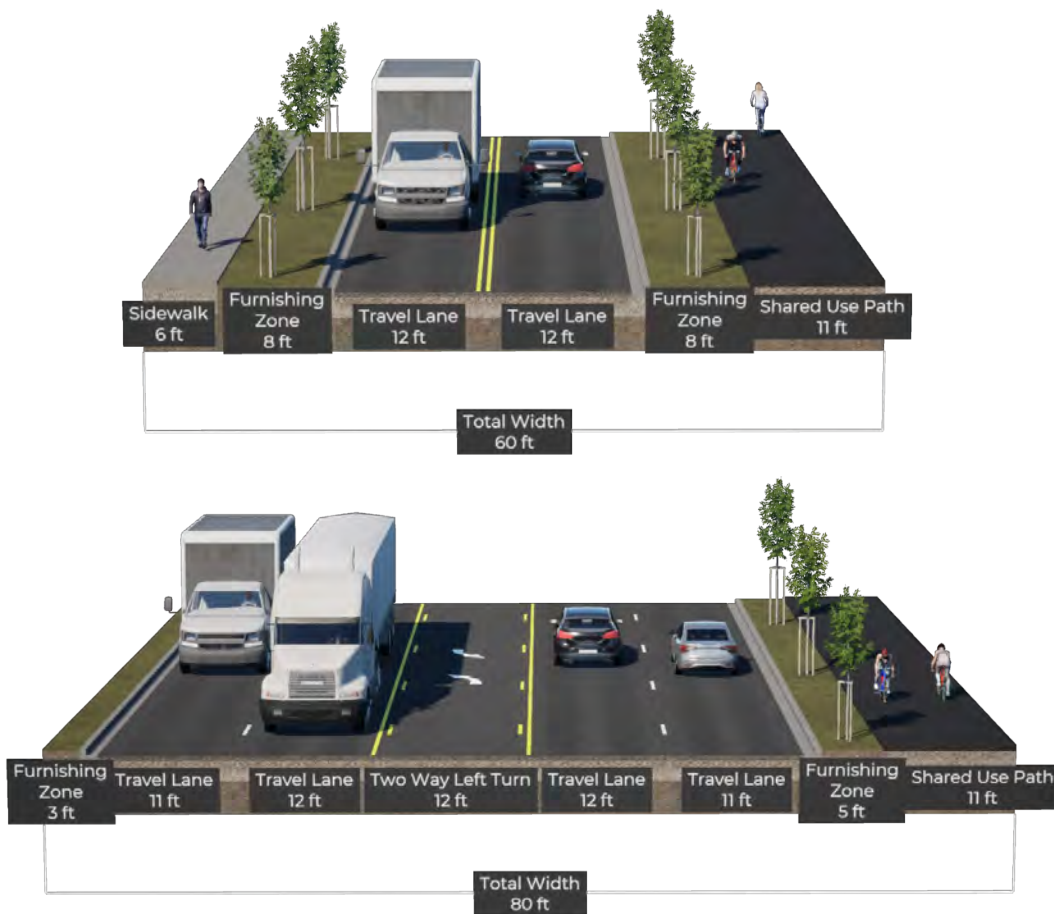 Sidewalk
6 ft
Furnishing
Zone
8 ft
Travel Lane
12 ft
Travel Lane
12 ft
Furnishing
Zone
8 ft
Shared Use Path
11 ft
Total Width
60 ft
Furnishing
Zone
3 ft
Travel Lane
11 ft
Travel Lane
12 ft
Two Way Left Turn
12 ft
Travel Lane
12 ft
Travel Lane
11 ft
Furnishing
Zone
5 ft
Shared Use Path
11 ft
Total Width
80 ft